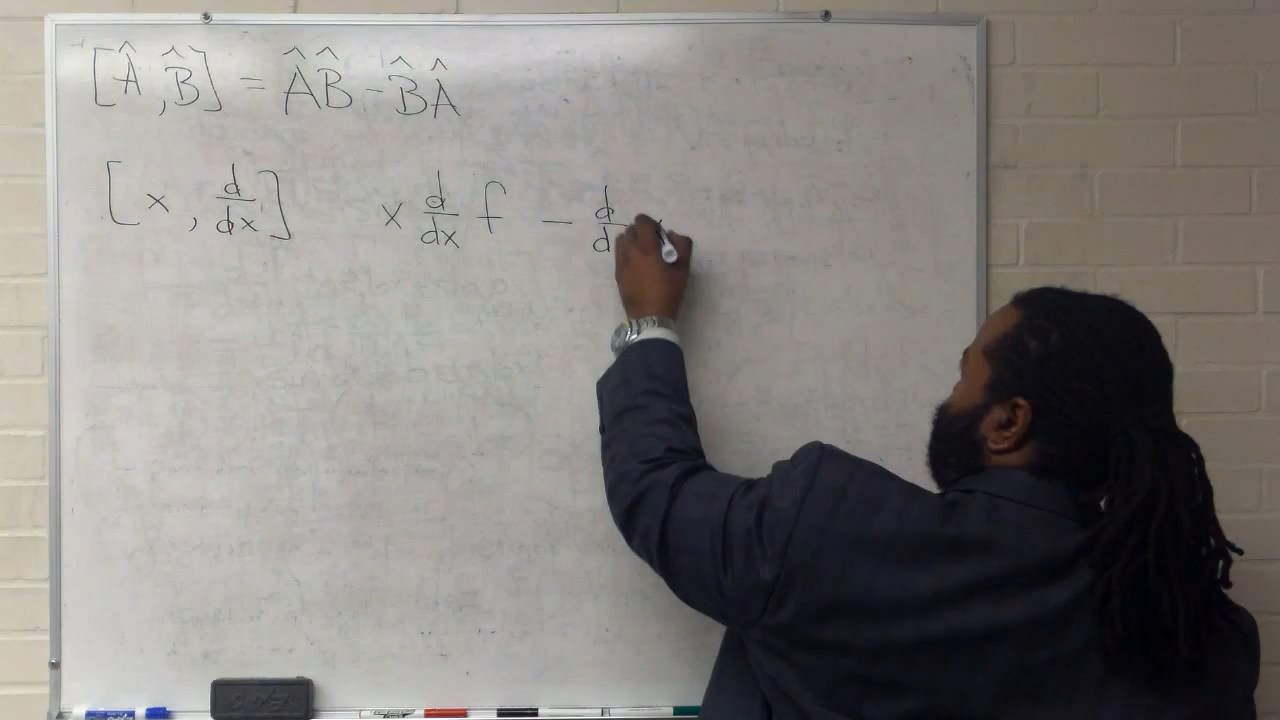 [Â, B̂] = ÂB̂ - B̂Â
[x, d/dx] x d/dx f - d/d